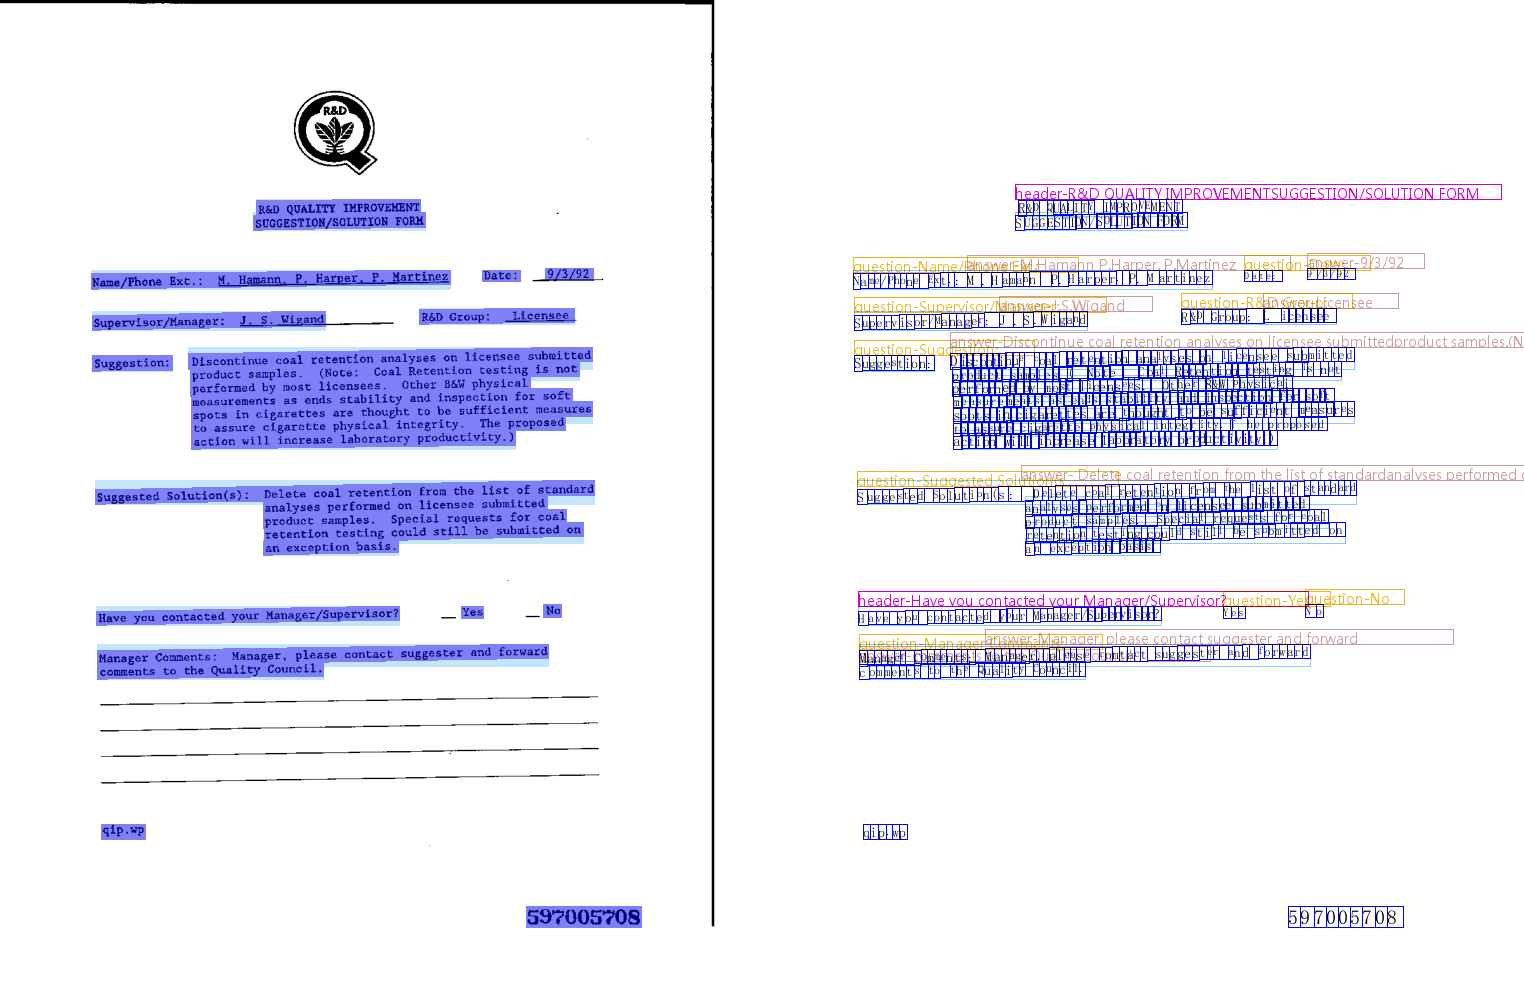 R&D
R&D QUALITY IMPROVEMENT
SUGGESTION/SOLUTION FORM
Name/Phone Ext.: M. Hamann, P. Harper, P. Martinez Date: 9/3/92
Supervisor/Manager: J. S. Wigand R&D Group: Licensee
Suggestion: Discontinue coal retention analyses on licensee submitted
product samples. (Note: Coal Retention testing is not
performed by most licensees. Other B&W physical
measurements as ends stability and inspection for soft
spots in cigarettes are thought to be sufficient measures
to assure cigarette physical integrity. The proposed
action will increase laboratory productivity.)
Suggested Solution(s): Delete coal retention from the list of standard
analyses performed on licensee submitted
product samples. Special requests for coal
retention testing could still be submitted on
an exception basis.
Have you contacted your Manager/Supervisor? Yes No
Manager Comments: Manager, please contact suggester and forward
comments to the Quality Council.
qip.wp
597005708
header-R&D QUALITY IMPROVEMENTSUGGESTION/SOLUTION FORM
R&D QUALITY IMPROVEMENT
SUGGESTION/SOLUTION FORM
question-Name/Phone Ext.: answer-M.Hamann P.Harper, P.Martinez question-Date: answer-9/3/92
Name/Phone Ext.: M. Hamann P. Harper, P. Martinez Date: 9/3/92
question-Supervisor/Manager: answer-J.S.Wigand question-R&D Group: answer-Licensee
Supervisor/Manager: J. S. Wigand R&D Group: Licensee
answer-Discontinue coal retention analyses on licensee submittedproduct samples.(N
question-Suggestion:
Suggestion: Discontinue coal retention analyses on licensee submitted
product samples. (Note: Coal Retention testing is not
performed by most licensees. Other B&W Physical
measurements as ends stability and inspection for soft
spots in cigarettes are thought to be sufficient measures
to assure cigarette physical integrity. The proposed
action will increase laboratory productivity.)
answer- Delete coal retention from the list of standardanalyses performed
question-Suggested Solution(s:
Suggested Solution(s: Delete coal retention from the list of standard
analyses performed on licensee submitted
product samples. Special requests for coal
retention testing could still be submitted on
an exception basis.
header-Have you contacted your Manager/Supervisor? question-Yes question-No
Have you contacted your Manager/Supervisor? Yes No
question-Manager Comments: answer-Manager, please contact suggester and forward
Manager Comments: Manager, please contact suggester and forward
comments to the Quality Council.
qip.wp
597005708